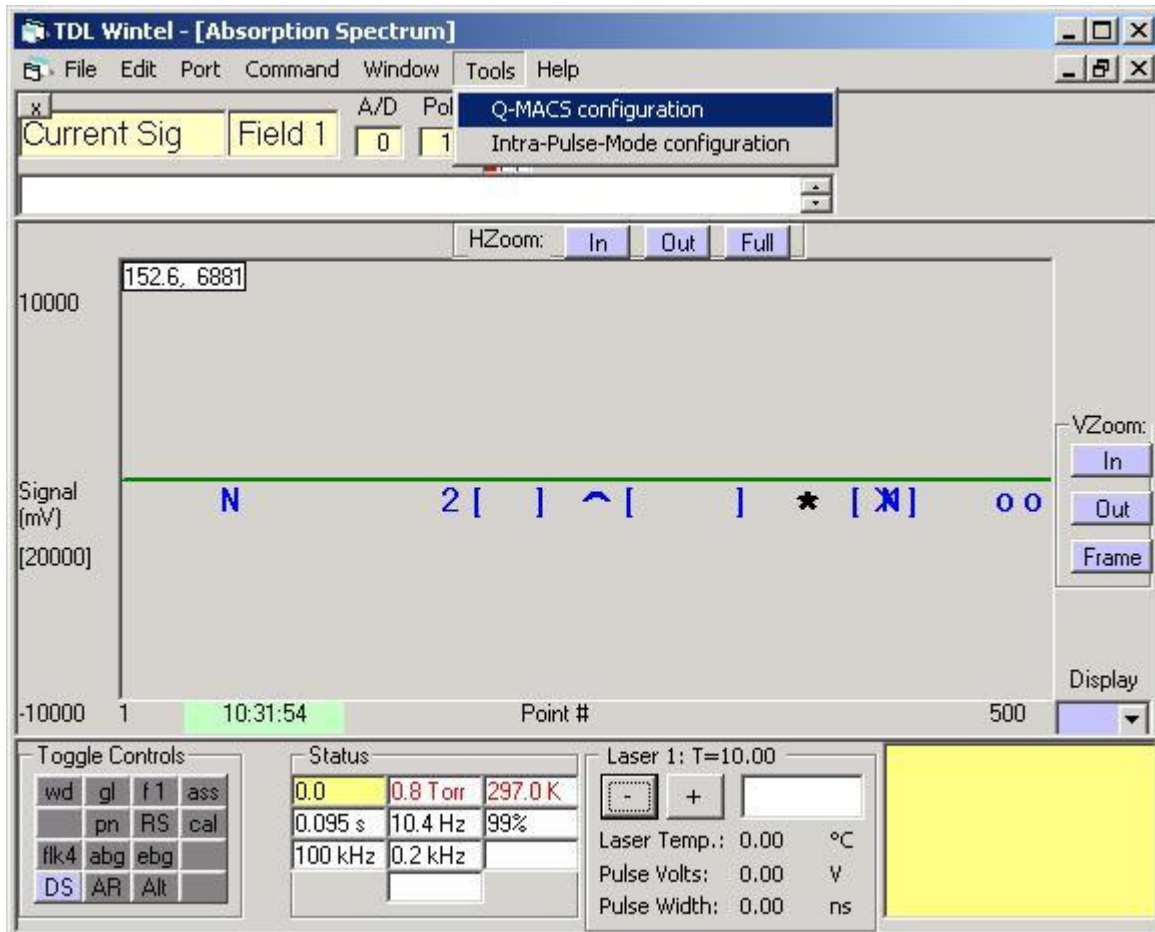 TDL Wintel - [Absorption Spectrum]
File Edit Port Command Window Tools Help
x
A/D Pol
Q-MACS configuration
Current Sig Field 1 0 1
Intra-Pulse-Mode configuration
HZoom: In Out Full
152.6, 6881
10000
VZoom:
In
Signal
(mV)
N 2 [ ] ^ [ ] * [ N ] o o
Out
[20000]
Frame
Display
-10000 1 10:31:54 Point # 500
Toggle Controls
wd gl f1 ass
pn RS cal
flk4 abg ebg
DS AR Alt
Status
0.0 0.8 Torr 297.0 K
0.095 s 10.4 Hz 99%
100 kHz 0.2 kHz
Laser 1: T=10.00
- +
Laser Temp.: 0.00 °C
Pulse Volts: 0.00 V
Pulse Width: 0.00 ns